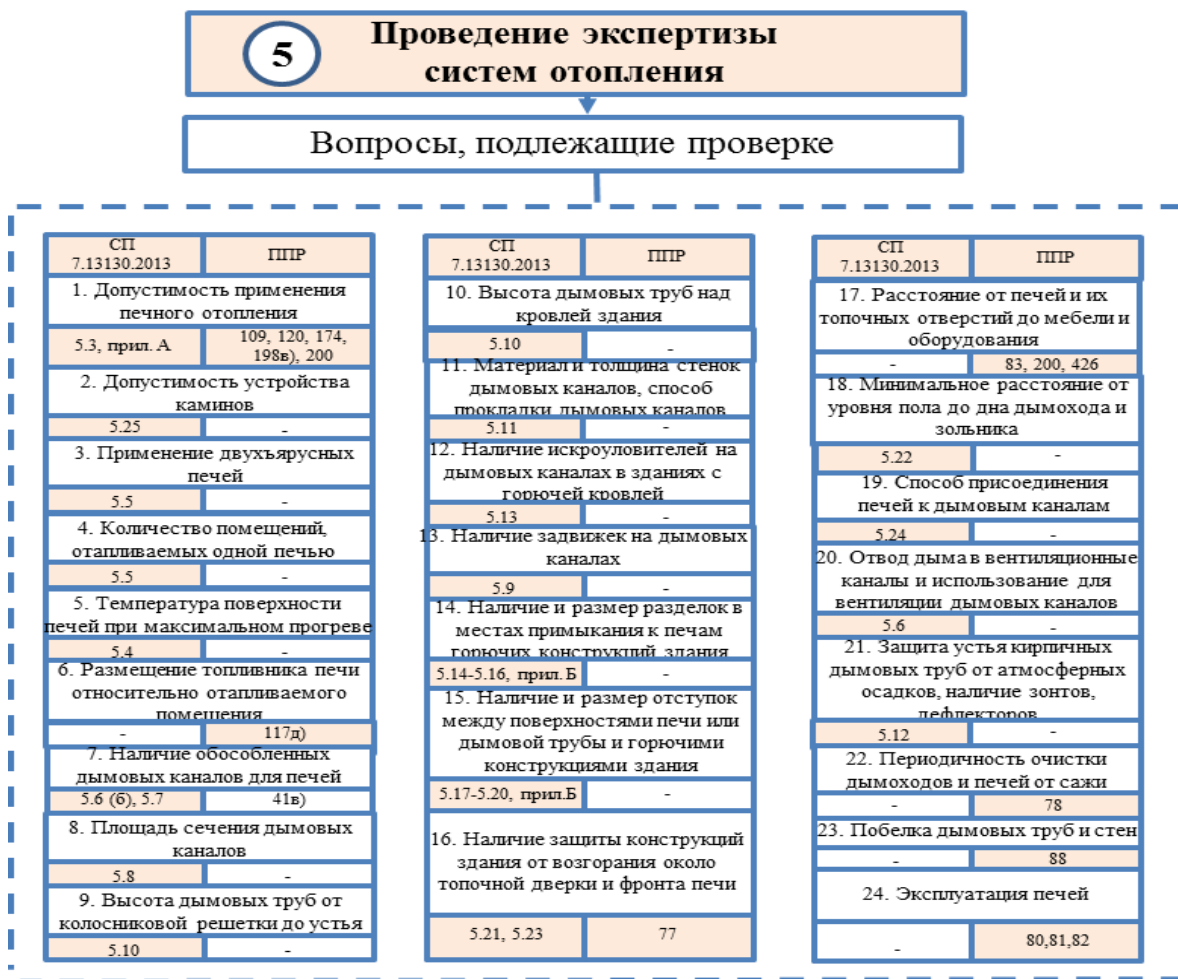 5
Проведение экспертизы
систем отопления
Вопросы, подлежащие проверке
СП
7.13130.2013
ППР
1. Допустимость применения
печного отопления
5.3, прил. А
109, 120, 174,
198в), 200
2. Допустимость устройства
каминов
5.25
-
3. Применение двухъярусных
печей
5.5
-
4. Количество помещений,
отапливаемых одной печью
5.5
-
5. Температура поверхности
печей при максимальном прогреве
5.4
-
6. Размещение топливника печи
относительно отапливаемого
помещения
-
117д)
7. Наличие обособленных
дымовых каналов для печей
5.6 (б), 5.7
41в)
8. Площадь сечения дымовых
каналов
5.8
-
9. Высота дымовых труб от
колосниковой решетки до устья
5.10
-
СП
7.13130.2013
ППР
10. Высота дымовых труб над
кровлей здания
5.10
-
11. Материал и толщина стенок
дымовых каналов, способ
прокладки дымовых каналов
5.11
-
12. Наличие искроуловителей на
дымовых каналах в зданиях с
горючей кровлей
5.13
-
13. Наличие задвижек на дымовых
каналах
5.9
-
14. Наличие и размер разделок в
местах примыкания к печам
горючих конструкций здания
5.14-5.16, прил. Б
-
15. Наличие и размер отступок
между поверхностями печи или
дымовой трубы и горючими
конструкциями здания
5.17-5.20, прил.Б
-
16. Наличие защиты конструкций
здания от возгорания около
топочной дверки и фронта печи
5.21, 5.23
77
СП
7.13130.2013
ППР
17. Расстояние от печей и их
топочных отверстий до мебели и
оборудования
-
83, 200, 426
18. Минимальное расстояние от
уровня пола до дна дымохода и
зольника
5.22
-
19. Способ присоединения
печей к дымовым каналам
5.24
-
20. Отвод дыма в вентиляционные
каналы и использование для
вентиляции дымовых каналов
5.6
-
21. Защита устья кирпичных
дымовых труб от атмосферных
осадков, наличие зонтов,
дефлекторов
5.12
-
22. Периодичность очистки
дымоходов и печей от сажи
-
78
23. Побелка дымовых труб и стен
-
88
24. Эксплуатация печей
-
80,81,82